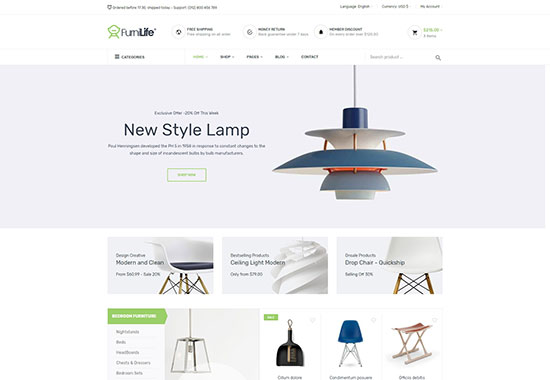 Ordered before 17:30, shipped today - Support: (012) 800 456 789
Language: English
Currency: USD $
My Account
FurniLife
FREE SHIPPING
Free shipping on all order
MONEY RETURN
Back guarantee under 7 days
MEMBER DISCOUNT
On every order over $120.00
$215.00
3 Items
CATEGORIES
HOME
SHOP
PAGES
BLOG
CONTACT
Search product ...
Exclusive Offer -20% Off This Week
New Style Lamp
Poul Henningsen developed the PH 5 in 1958 in response to constant changes to the
shape and size of incandescent bulbs by bulb manufacturers.
SHOP NOW
Design Creative
Modern and Clean
From $60.99 - Sale 20%
Bestselling Products
Ceiling Light Modern
Only from $79.00
Onsale Products
Drop Chair - Quickship
Selling Off 30%
BEDROOM FURNITURE
Nightstands
Beds
HeadBoards
Chests & Dressers
Bedroom Sets
Cillum dolore
Condimentum posuere
Officiis debitis